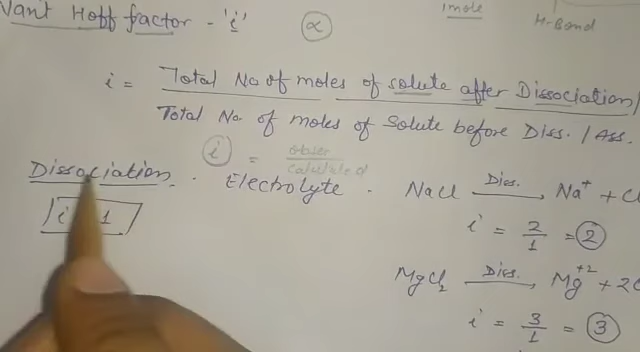 Vant Hoff factor - 'i' α
1mole
H-Bond
i = Total No of moles of solute after Dissociation/
Total No. of moles of Solute before Diss. / Ass.
i = obser
calculated
Dissociation. Electrolyte. NaCl Diss. Na⁺ + C
i 1
i = 2/1 = 2
MgCl₂ Diss. Mg⁺² + 2C
i = 3/1 = 3